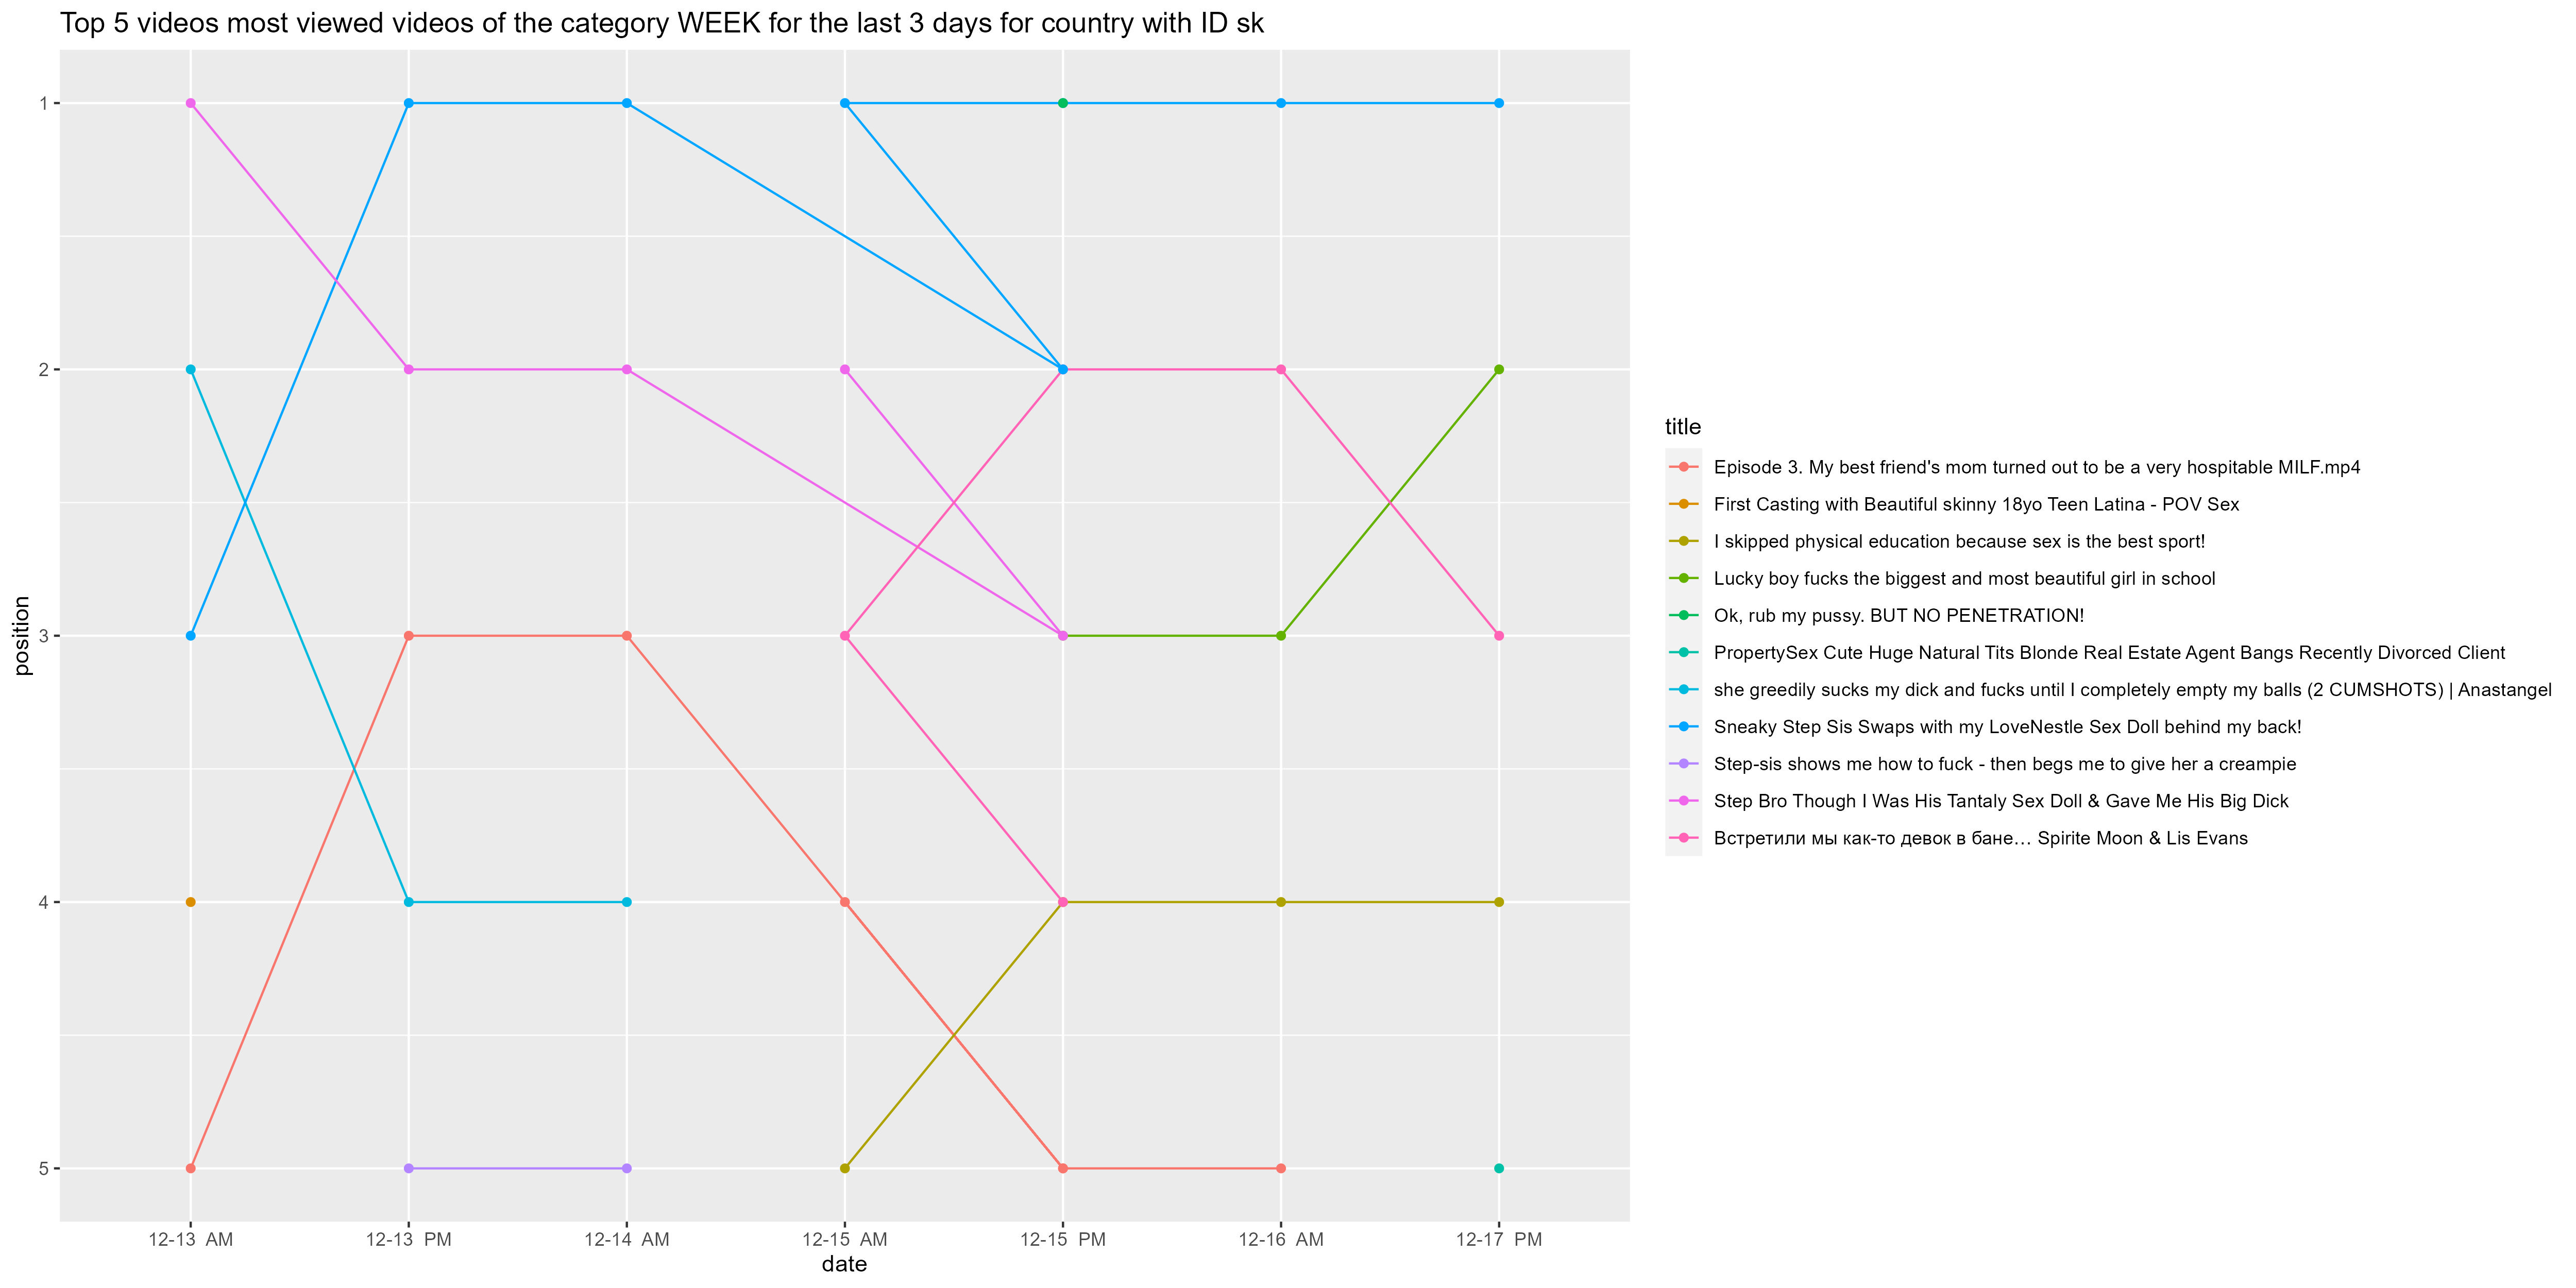 Top 5 videos most viewed videos of the category WEEK for the last 3 days for country with ID sk
position
1
2
3
4
5
12-13 AM
12-13 PM
12-14 AM
12-15 AM
12-15 PM
12-16 AM
12-17 PM
date
title
Episode 3. My best friend's mom turned out to be a very hospitable MILF.mp4
First Casting with Beautiful skinny 18yo Teen Latina - POV Sex
I skipped physical education because sex is the best sport!
Lucky boy fucks the biggest and most beautiful girl in school
Ok, rub my pussy. BUT NO PENETRATION!
PropertySex Cute Huge Natural Tits Blonde Real Estate Agent Bangs Recently Divorced Client
she greedily sucks my dick and fucks until I completely empty my balls (2 CUMSHOTS) | Anastangel
Sneaky Step Sis Swaps with my LoveNestle Sex Doll behind my back!
Step-sis shows me how to fuck - then begs me to give her a creampie
Step Bro Though I Was His Tantaly Sex Doll & Gave Me His Big Dick
Встретили мы как-то девок в бане… Spirite Moon & Lis Evans